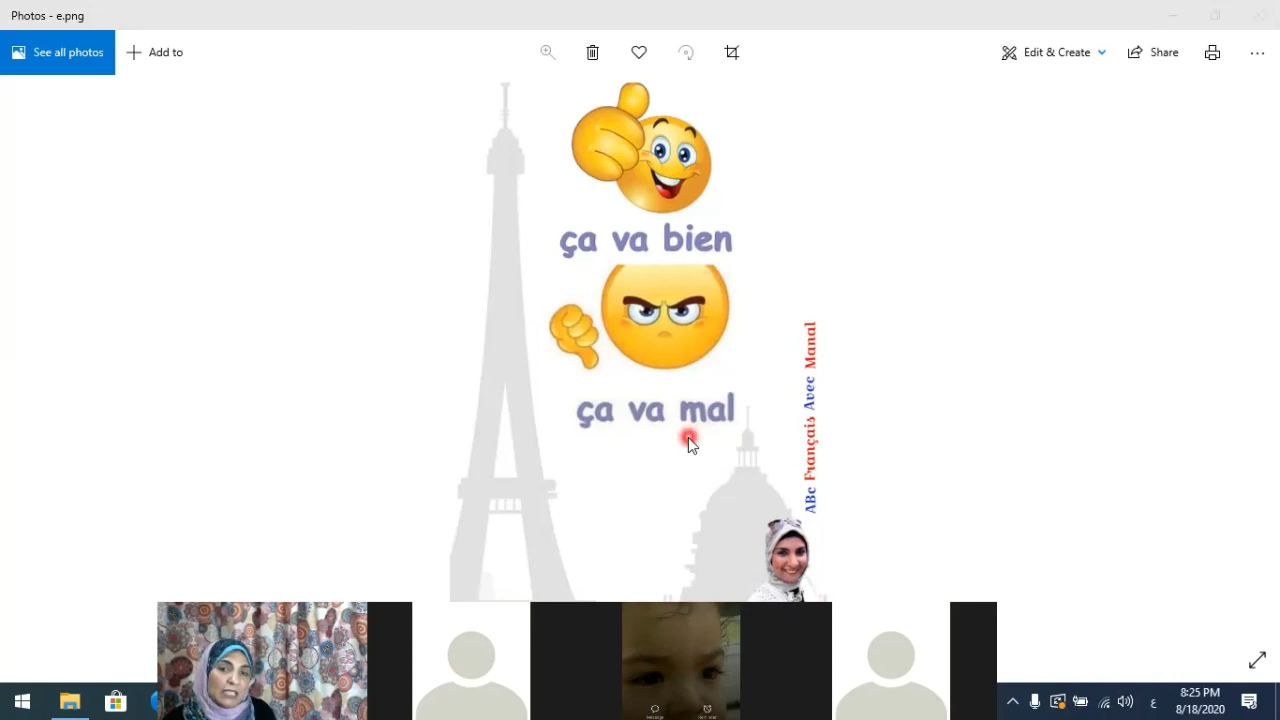 Photos - e.png
See all photos
Add to
Edit & Create
Share
ça va bien
ça va mal
ABc Français Avec Manal
ع
8:25 PM
8/18/2020